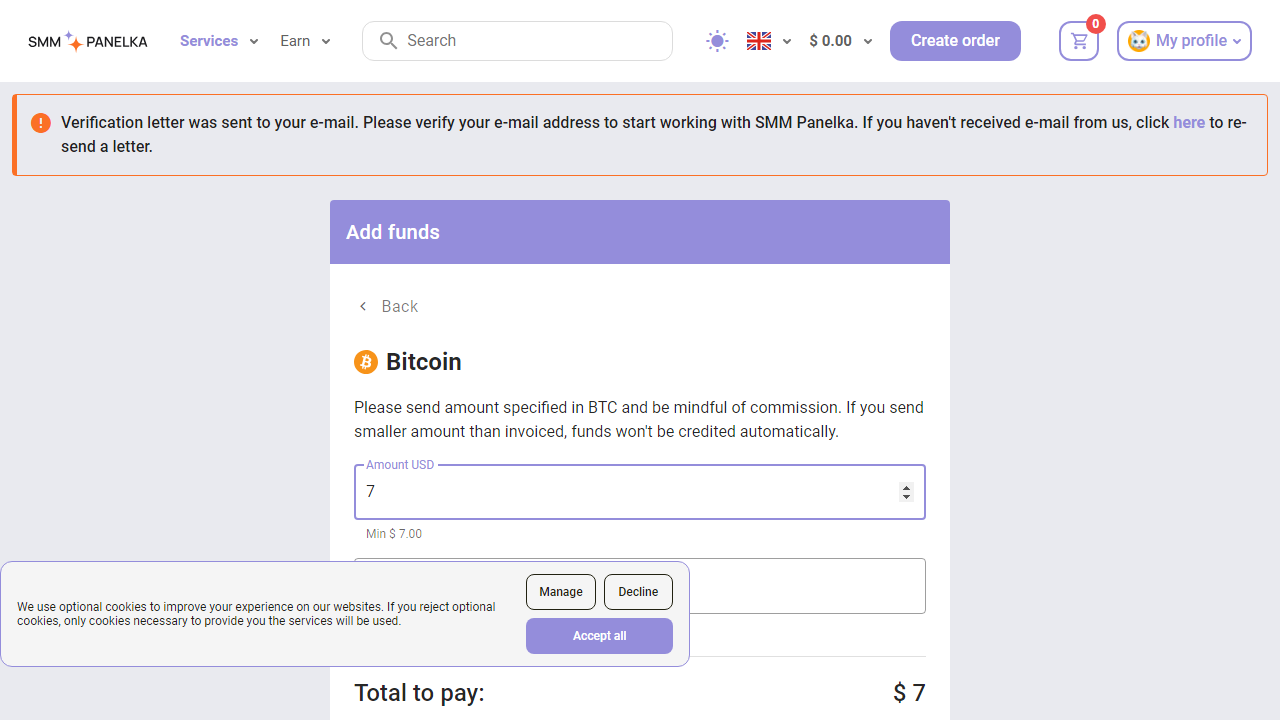 SMM PANELKA
Services
Earn
Search
$ 0.00
Create order
0
My profile
Verification letter was sent to your e-mail. Please verify your e-mail address to start working with SMM Panelka. If you haven't received e-mail from us, click here to re-
send a letter.
Add funds
Back
Bitcoin
Please send amount specified in BTC and be mindful of commission. If you send
smaller amount than invoiced, funds won't be credited automatically.
Amount USD
7
Min $ 7.00
We use optional cookies to improve your experience on our websites. If you reject optional
cookies, only cookies necessary to provide you the services will be used.
Manage
Decline
Accept all
Total to pay:
$ 7